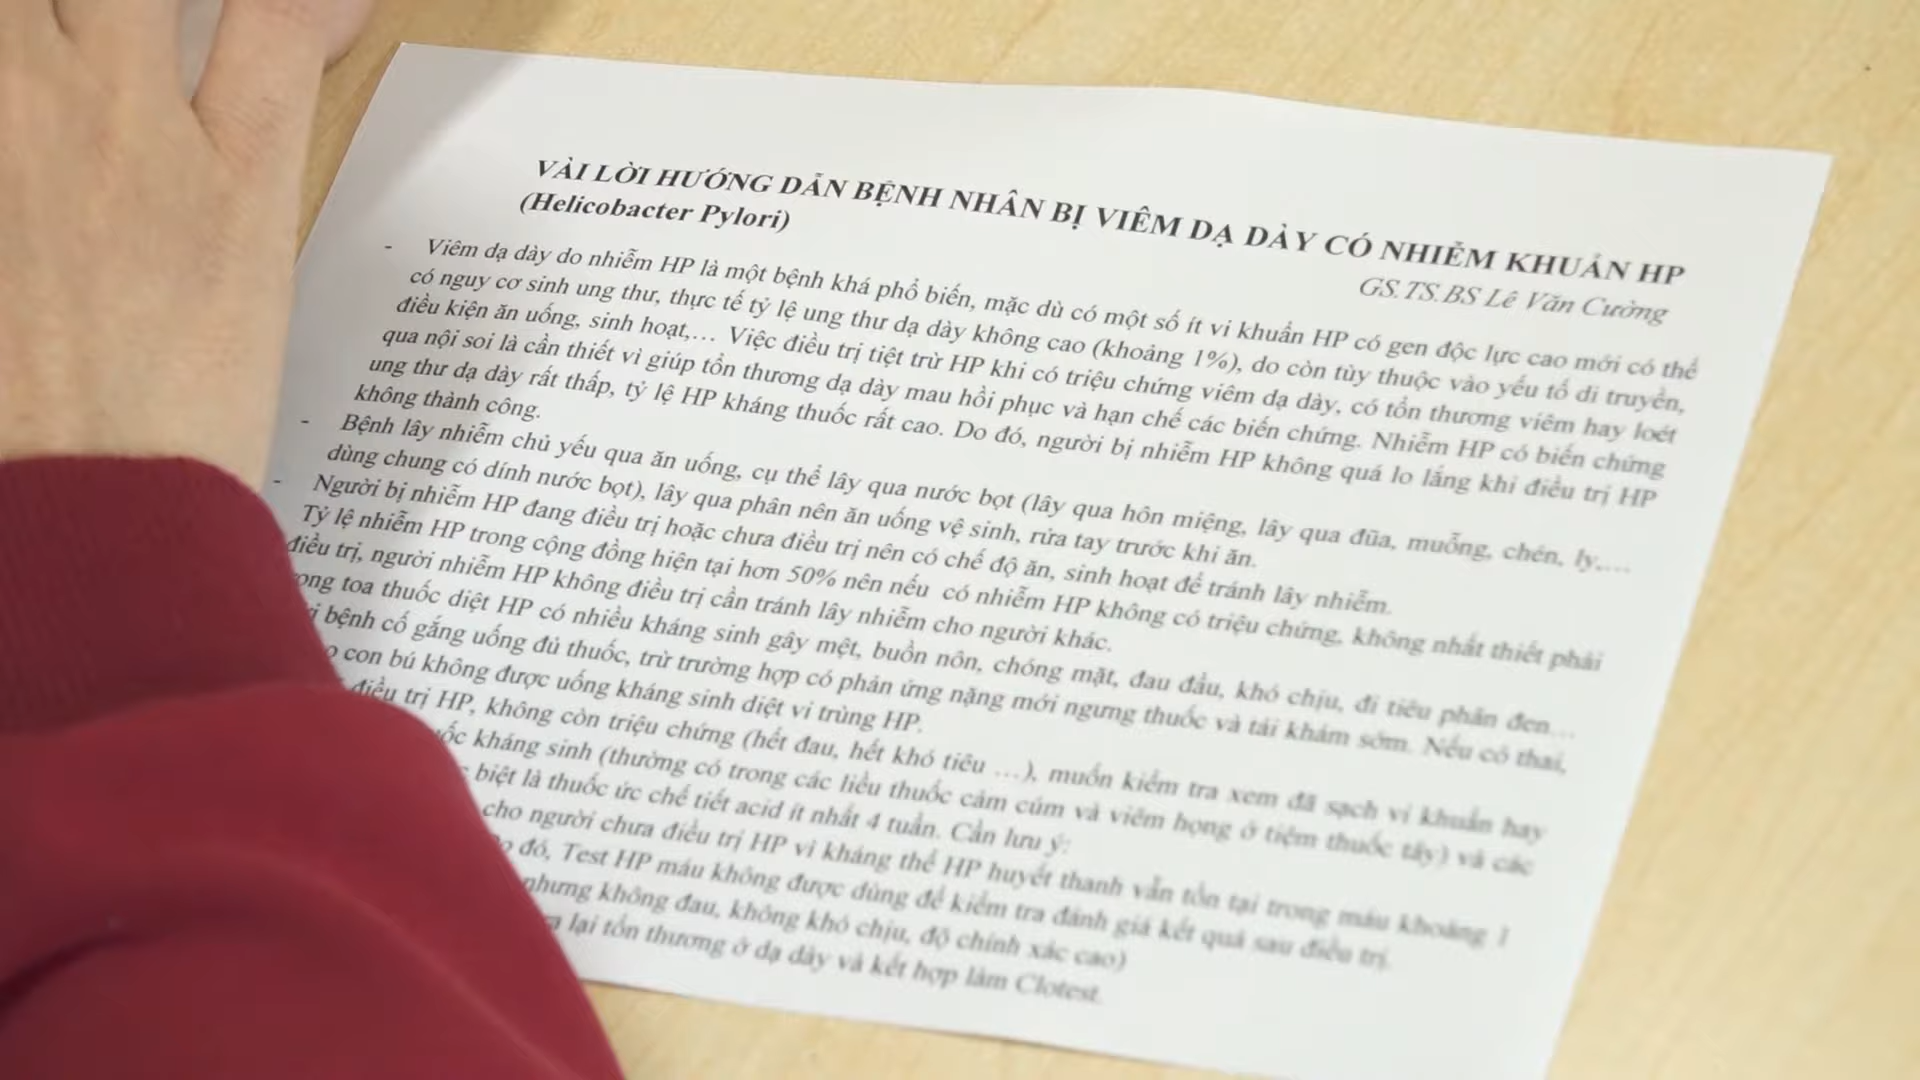 VÀI LỜI HƯỚNG DẪN BỆNH NHÂN BỊ VIÊM DẠ DÀY CÓ NHIỄM KHUẨN HP
(Helicobacter Pylori)
GS.TS.BS Lê Văn Cường
- Viêm dạ dày do nhiễm HP là một bệnh khá phổ biến, mặc dù có một số ít vi khuẩn HP có gen độc lực cao mới có thể
có nguy cơ sinh ung thư, thực tế tỷ lệ ung thư dạ dày không cao (khoảng 1%), do còn tùy thuộc vào yếu tố di truyền,
điều kiện ăn uống, sinh hoạt,… Việc điều trị tiệt trừ HP khi có triệu chứng viêm dạ dày, có tổn thương viêm hay loét
qua nội soi là cần thiết vì giúp tổn thương dạ dày mau hồi phục và hạn chế các biến chứng. Nhiễm HP có biến chứng
ung thư dạ dày rất thấp, tỷ lệ HP kháng thuốc rất cao. Do đó, người bị nhiễm HP không quá lo lắng khi điều trị HP
không thành công.
- Bệnh lây nhiễm chủ yếu qua ăn uống, cụ thể lây qua nước bọt (lây qua hôn miệng, lây qua đũa, muỗng, chén, ly,…
dùng chung có dính nước bọt), lây qua phân nên ăn uống vệ sinh, rửa tay trước khi ăn.
- Người bị nhiễm HP đang điều trị hoặc chưa điều trị nên có chế độ ăn, sinh hoạt để tránh lây nhiễm.
Tỷ lệ nhiễm HP trong cộng đồng hiện tại hơn 50% nên nếu có nhiễm HP không có triệu chứng, không nhất thiết phải
điều trị, người nhiễm HP không điều trị cần tránh lây nhiễm cho người khác.
ong toa thuốc diệt HP có nhiều kháng sinh gây mệt, buồn nôn, chóng mặt, đau đầu, khó chịu, đi tiêu phân đen…
bệnh cố gắng uống đủ thuốc, trừ trường hợp có phản ứng nặng mới ngưng thuốc và tái khám sớm. Nếu có thai,
o con bú không được uống kháng sinh diệt vi trùng HP.
điều trị HP, không còn triệu chứng (hết đau, hết khó tiêu …), muốn kiểm tra xem đã sạch vi khuẩn hay
ốc kháng sinh (thường có trong các liều thuốc cảm cúm và viêm họng ở tiệm thuốc tây) và các
biệt là thuốc ức chế tiết acid ít nhất 4 tuần. Cần lưu ý:
cho người chưa điều trị HP vì kháng thể HP huyết thanh vẫn tồn tại trong máu khoảng 1
đó, Test HP máu không được dùng để kiểm tra đánh giá kết quả sau điều trị.
nhưng không đau, không khó chịu, độ chính xác cao)
lại tổn thương ở dạ dày và kết hợp làm Clotest.